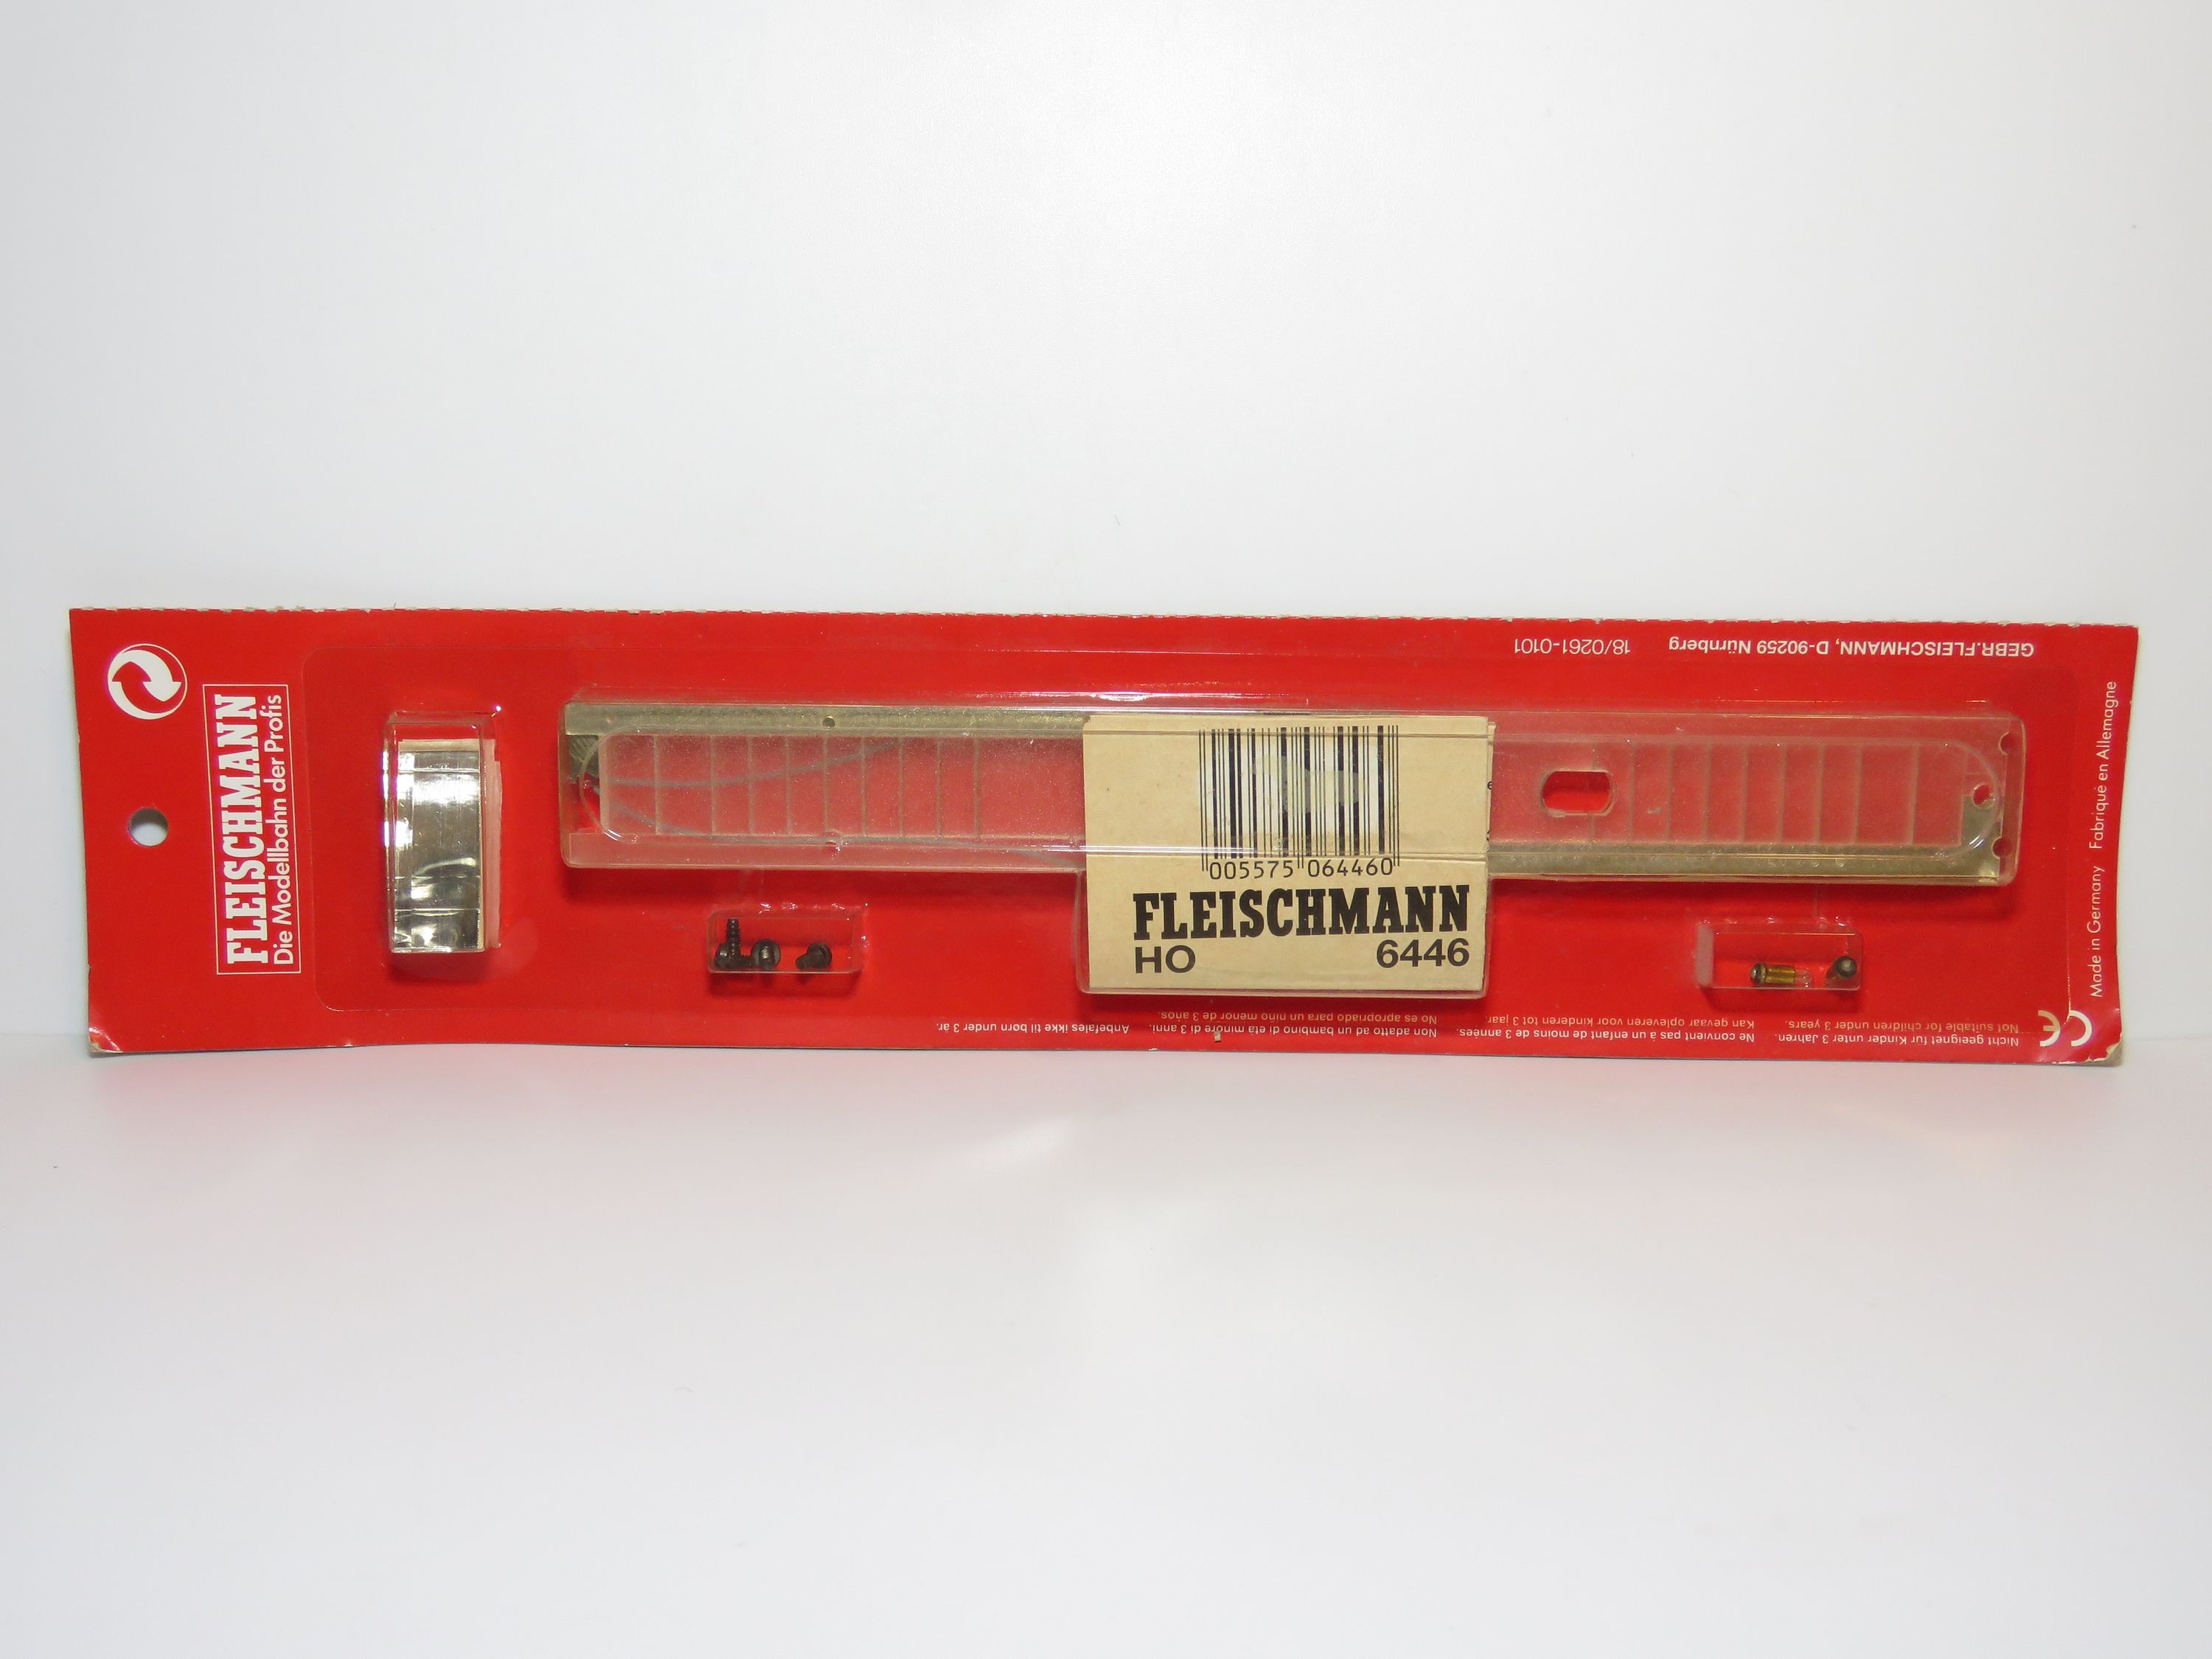 FLEISCHMANN
Die Modellbahn der Profis
GEBR.FLEISCHMANN, D-90259 Nürnberg 18/0261-0101
005575 064460
FLEISCHMANN
HO 6446
Made in Germany Fabriqué en Allemagne
CE
Nicht geeignet für Kinder unter 3 Jahren.
Not suitable for children under 3 years.
Ne convient pas à un enfant de moins de 3 années.
Kan gevaar opleveren voor kinderen tot 3 jaar.
Non adatto ad un bambino di età minore di 3 anni.
No es apropiado para un niño menor de 3 anos.
Anbefales ikke til børn under 3 år.